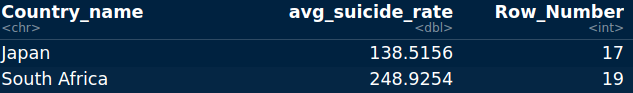 Country_name avg_suicide_rate Row_Number
<chr> <dbl> <int>
Japan 138.5156 17
South Africa 248.9254 19